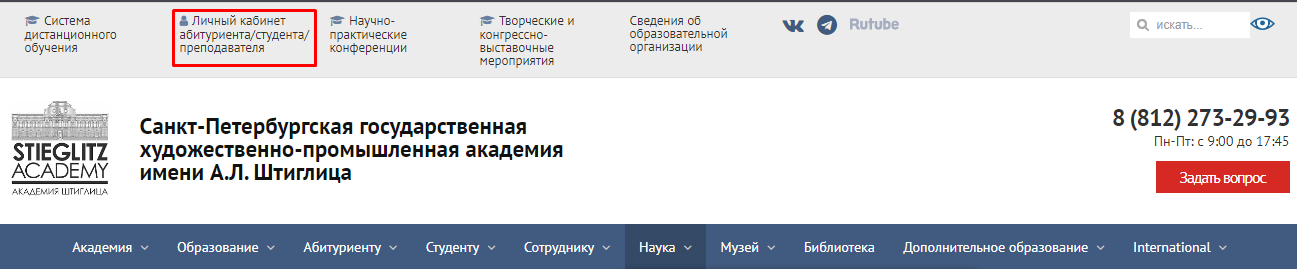 Система
дистанционного
обучения
Личный кабинет
абитуриента/студента/
преподавателя
Научно-
практические
конференции
Творческие и
конгрессно-
выставочные
мероприятия
Сведения об
образовательной
организации
Rutube
искать...
STIEGLITZ
ACADEMY
АКАДЕМИЯ ШТИГЛИЦА
Санкт-Петербургская государственная
художественно-промышленная академия
имени А.Л. Штиглица
8 (812) 273-29-93
Пн-Пт: с 9:00 до 17:45
Задать вопрос
Академия Образование Абитуриенту Студенту Сотруднику Наука Музей Библиотека Дополнительное образование International